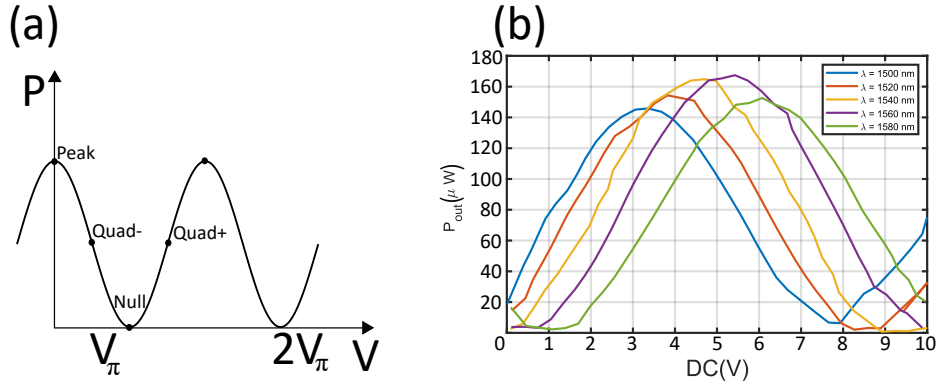 (a)
P
Peak
Quad-
Quad+
Null
Vπ
2Vπ
V
(b)
Pout(μ W)
180
160
140
120
100
80
60
40
20
0
1
2
3
4
5
6
7
8
9
10
DC(V)
λ = 1500 nm
λ = 1520 nm
λ = 1540 nm
λ = 1560 nm
λ = 1580 nm